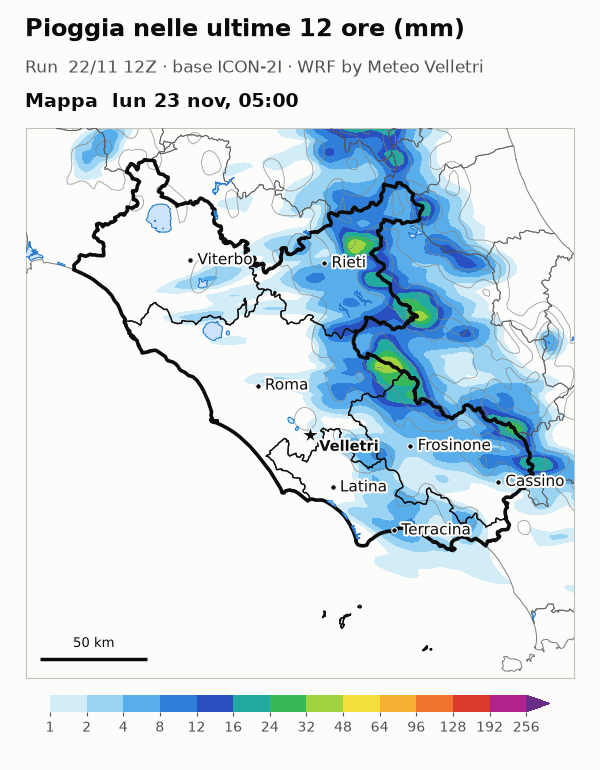 Pioggia nelle ultime 12 ore (mm)
Run  22/11 12Z · base ICON-2I · WRF by Meteo Velletri
Mappa  lun 23 nov, 05:00
Viterbo
Rieti
Roma
Velletri
Frosinone
Cassino
Latina
Terracina
50 km
1 2 4 8 12 16 24 32 48 64 96 128 192 256